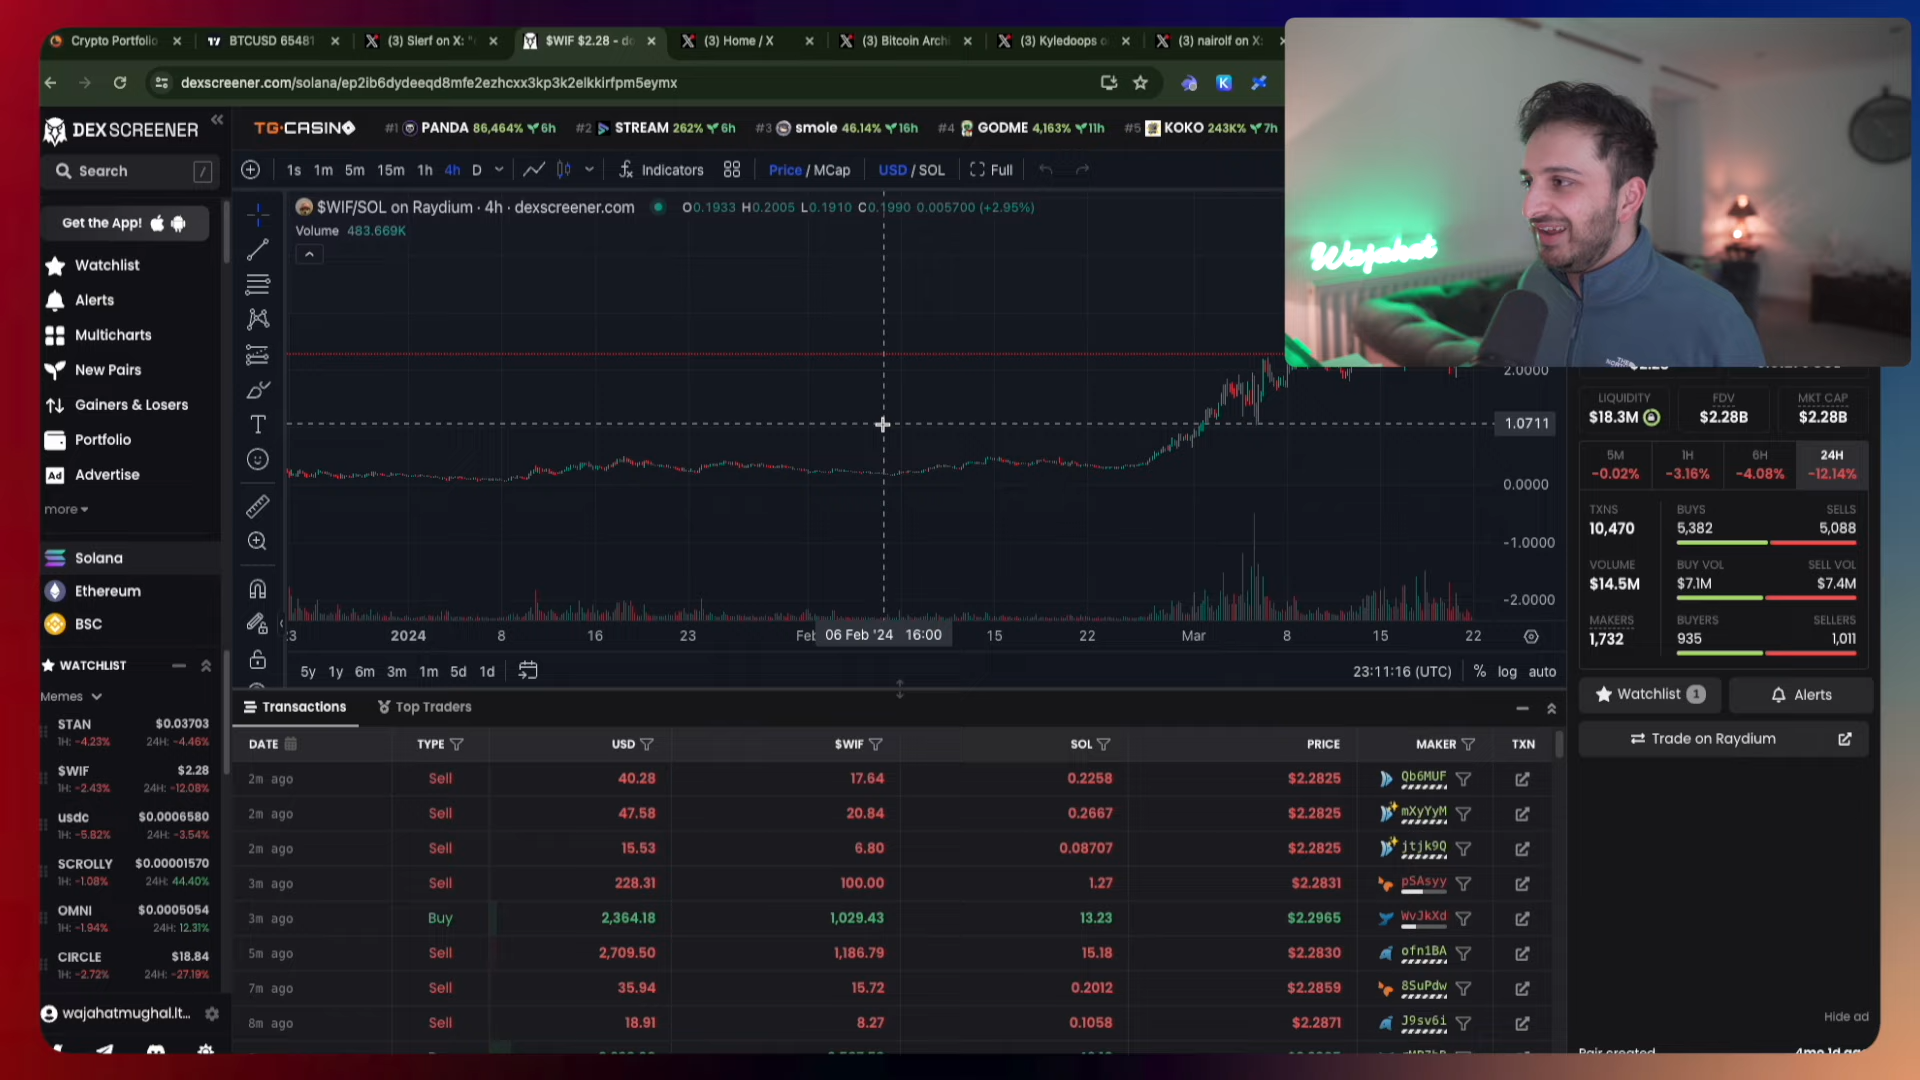 Crypto Portfolio
BTCUSD 65481
(3) Slerf on X: "
$WIF $2.28 - de
(3) Home / X
(3) Bitcoin Archi
(3) Kyledoops o
(3) nairolf on X:
dexscreener.com/solana/ep2ib6dydeeqd8mfe2ezhcxx3kp3k2elkkirfpm5eymx
DEXSCREENER
TG·CASINO
#1 PANDA 86,464% 6h
#2 STREAM 262% 6h
#3 smole 46.14% 16h
#4 GODME 4,163% 11h
#5 KOKO 243K% 7h
Search /
1s 1m 5m 15m 1h 4h D
Indicators
Price / MCap
USD / SOL
Full
Get the App!
Watchlist
Alerts
Multicharts
New Pairs
Gainers & Losers
Portfolio
Ad Advertise
more
Solana
Ethereum
BSC
$WIF/SOL on Raydium · 4h · dexscreener.com
O0.1933 H0.2005 L0.1910 C0.1990 0.005700 (+2.95%)
Volume 483.669K
Wajahat
THE
2.0000
1.0711
0.0000
-1.0000
-2.0000
2024 8 16 23 Feb 06 Feb '24 16:00 15 22 Mar 8 15 22
5y 1y 6m 3m 1m 5d 1d
23:11:16 (UTC) % log auto
LIQUIDITY FDV MKT CAP
$18.3M $2.28B $2.28B
5M 1H 6H 24H
-0.02% -3.16% -4.08% -12.14%
TXNS BUYS SELLS
10,470 5,382 5,088
VOLUME BUY VOL SELL VOL
$14.5M $7.1M $7.4M
MAKERS BUYERS SELLERS
1,732 935 1,011
Watchlist 1
Alerts
Trade on Raydium
WATCHLIST
Memes
STAN $0.03703
1H: -4.23% 24H: -4.46%
$WIF $2.28
1H: -2.43% 24H: -12.08%
usdc $0.0006580
1H: -5.82% 24H: -3.54%
SCROLLY $0.00001570
1H: -1.08% 24H: 44.40%
OMNI $0.0005054
1H: -1.94% 24H: 12.31%
CIRCLE $18.84
1H: -2.72% 24H: -27.19%
wajahatmughal.lt...
Transactions
Top Traders
DATE TYPE USD $WIF SOL PRICE MAKER TXN
2m ago Sell 40.28 17.64 0.2258 $2.2825 Qb6MUF
2m ago Sell 47.58 20.84 0.2667 $2.2825 mXyYyM
2m ago Sell 15.53 6.80 0.08707 $2.2825 jtjk9Q
3m ago Sell 228.31 100.00 1.27 $2.2831 pSAsyy
3m ago Buy 2,364.18 1,029.43 13.23 $2.2965 WvJkXd
5m ago Sell 2,709.50 1,186.79 15.18 $2.2830 ofn1BA
7m ago Sell 35.94 15.72 0.2012 $2.2859 8SuPdw
8m ago Sell 18.91 8.27 0.1058 $2.2871 J9sv6i
Hide ad
Pair created 4mo 1d ago